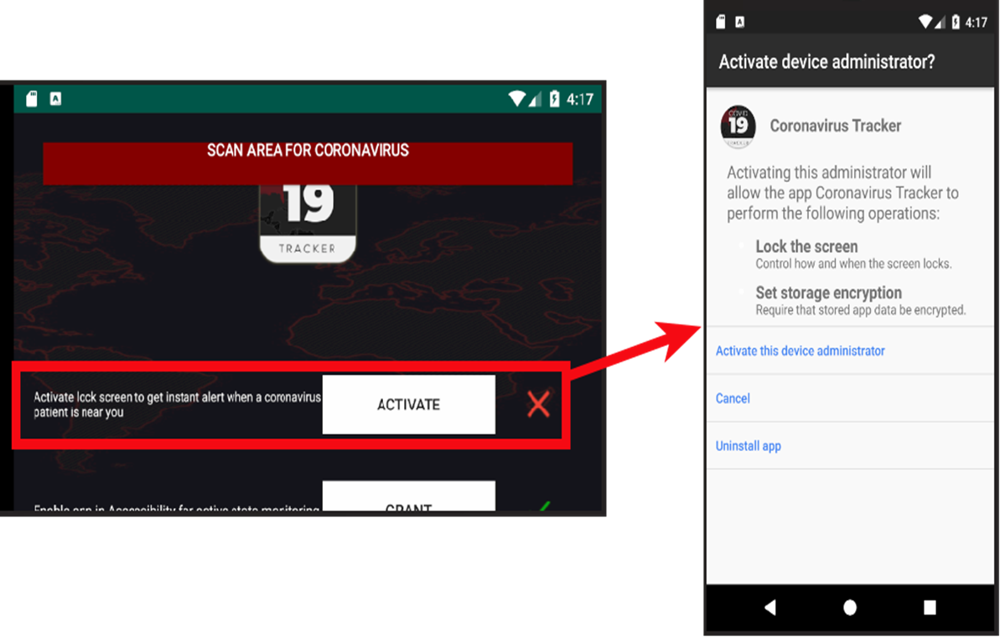 4:17
SCAN AREA FOR CORONAVIRUS
19
TRACKER
Activate lock screen to get instant alert when a coronavirus
patient is near you
ACTIVATE
Enable app in Accessibility for active state monitoring
GRANT
4:17
Activate device administrator?
COVID
19
TRACKER
Coronavirus Tracker
Activating this administrator will
allow the app Coronavirus Tracker to
perform the following operations:
Lock the screen
Control how and when the screen locks.
Set storage encryption
Require that stored app data be encrypted.
Activate this device administrator
Cancel
Uninstall app